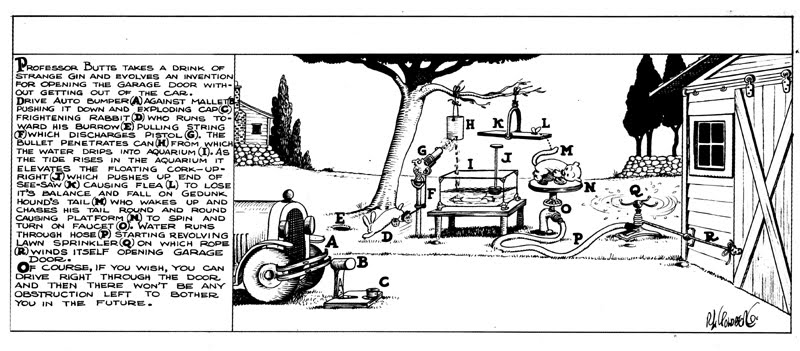 PROFESSOR BUTTS TAKES A DRINK OF
STRANGE GIN AND EVOLVES AN INVENTION
FOR OPENING THE GARAGE DOOR WITH-
OUT GETTING OUT OF THE CAR.
DRIVE AUTO BUMPER (A) AGAINST MALLET (B)
PUSHING IT DOWN AND EXPLODING CAP (C)
FRIGHTENING RABBIT (D) WHO RUNS TO-
WARD HIS BURROW (E) PULLING STRING
(F) WHICH DISCHARGES PISTOL (G). THE
BULLET PENETRATES CAN (H) FROM WHICH
THE WATER DRIPS INTO AQUARIUM (I). AS
THE TIDE RISES IN THE AQUARIUM IT
ELEVATES THE FLOATING CORK-UP-
RIGHT (J) WHICH PUSHES UP END OF
SEE-SAW (K) CAUSING FLEA (L) TO LOSE
IT'S BALANCE AND FALL ON GEDUNK
HOUND'S TAIL (M) WHO WAKES UP AND
CHASES HIS TAIL ROUND AND ROUND
CAUSING PLATFORM (N) TO SPIN AND
TURN ON FAUCET (O). WATER RUNS
THROUGH HOSE (P) STARTING REVOLVING
LAWN SPRINKLER (Q) ON WHICH ROPE
(R) WINDS ITSELF OPENING GARAGE
DOOR.
OF COURSE, IF YOU WISH, YOU CAN
DRIVE RIGHT THROUGH THE DOOR
AND THEN THERE WON'T BE ANY
OBSTRUCTION LEFT TO BOTHER
YOU IN THE FUTURE.
A
B
C
D
E
F
G
H
I
J
K
L
M
N
O
P
Q
R